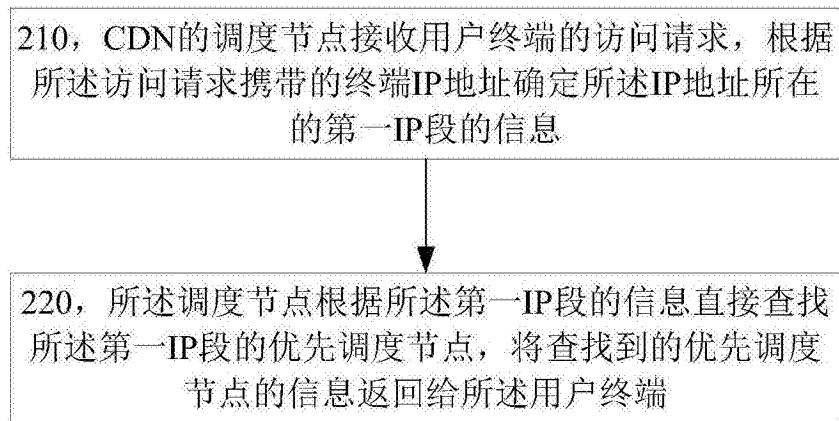 210，CDN的调度节点接收用户终端的访问请求，根据
所述访问请求携带的终端IP地址确定所述IP地址所在
的第一IP段的信息
220，所述调度节点根据所述第一IP段的信息直接查找
所述第一IP段的优先调度节点，将查找到的优先调度
节点的信息返回给所述用户终端